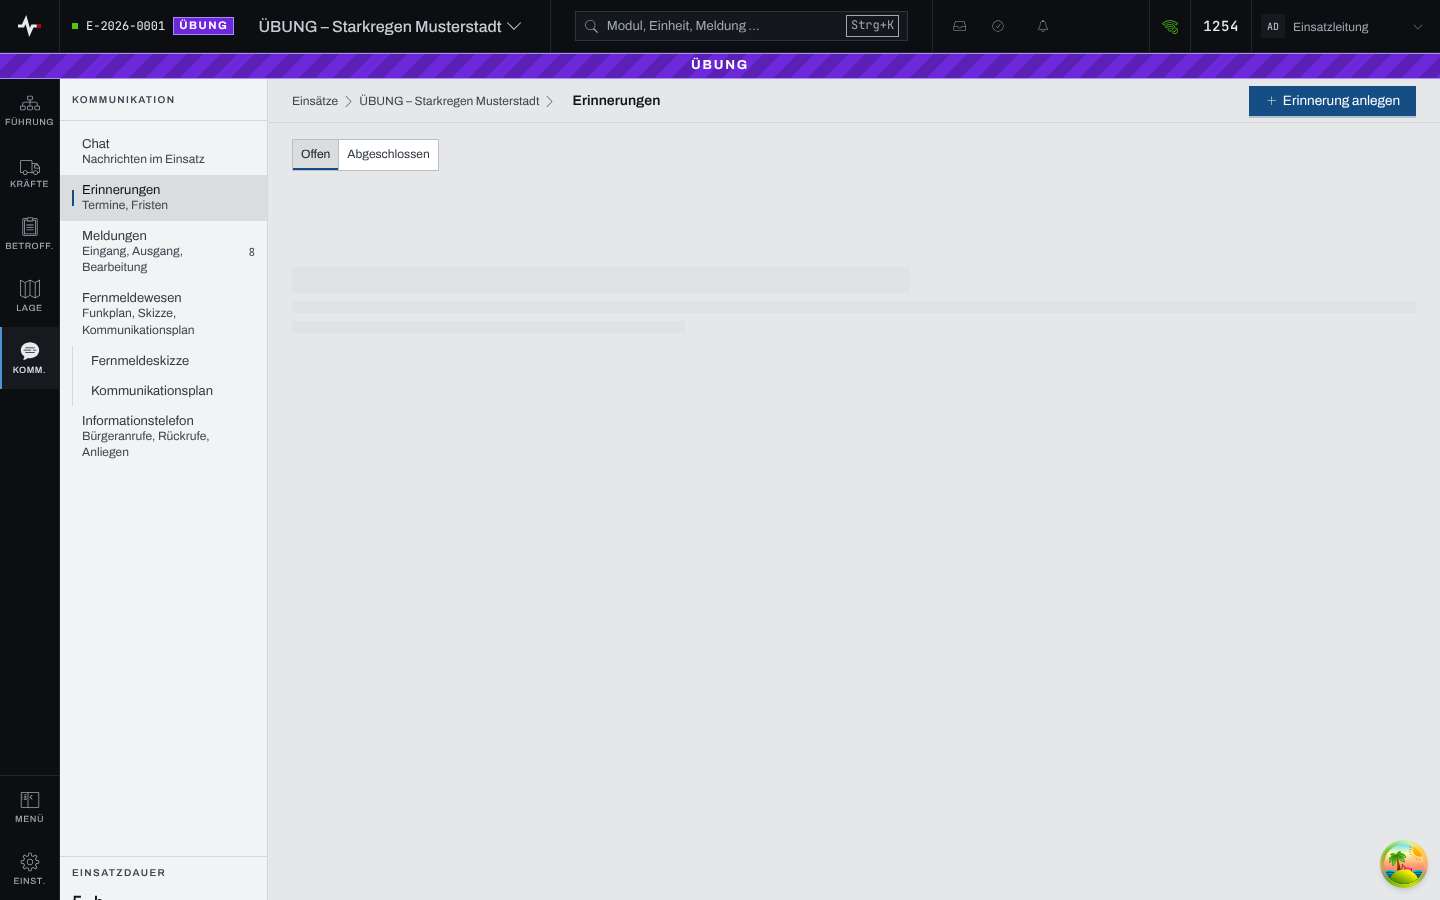 E-2026-0001 ÜBUNG ÜBUNG – Starkregen Musterstadt
Modul, Einheit, Meldung ... Strg+K
1254
AD Einsatzleitung
ÜBUNG
FÜHRUNG
KRÄFTE
BETROFF.
LAGE
KOMM.
MENÜ
EINST.
KOMMUNIKATION
Chat
Nachrichten im Einsatz
Erinnerungen
Termine, Fristen
Meldungen
Eingang, Ausgang,
Bearbeitung
8
Fernmeldewesen
Funkplan, Skizze,
Kommunikationsplan
Fernmeldeskizze
Kommunikationsplan
Informationstelefon
Bürgeranrufe, Rückrufe,
Anliegen
EINSATZDAUER
Einsätze ÜBUNG – Starkregen Musterstadt Erinnerungen
+ Erinnerung anlegen
Offen Abgeschlossen